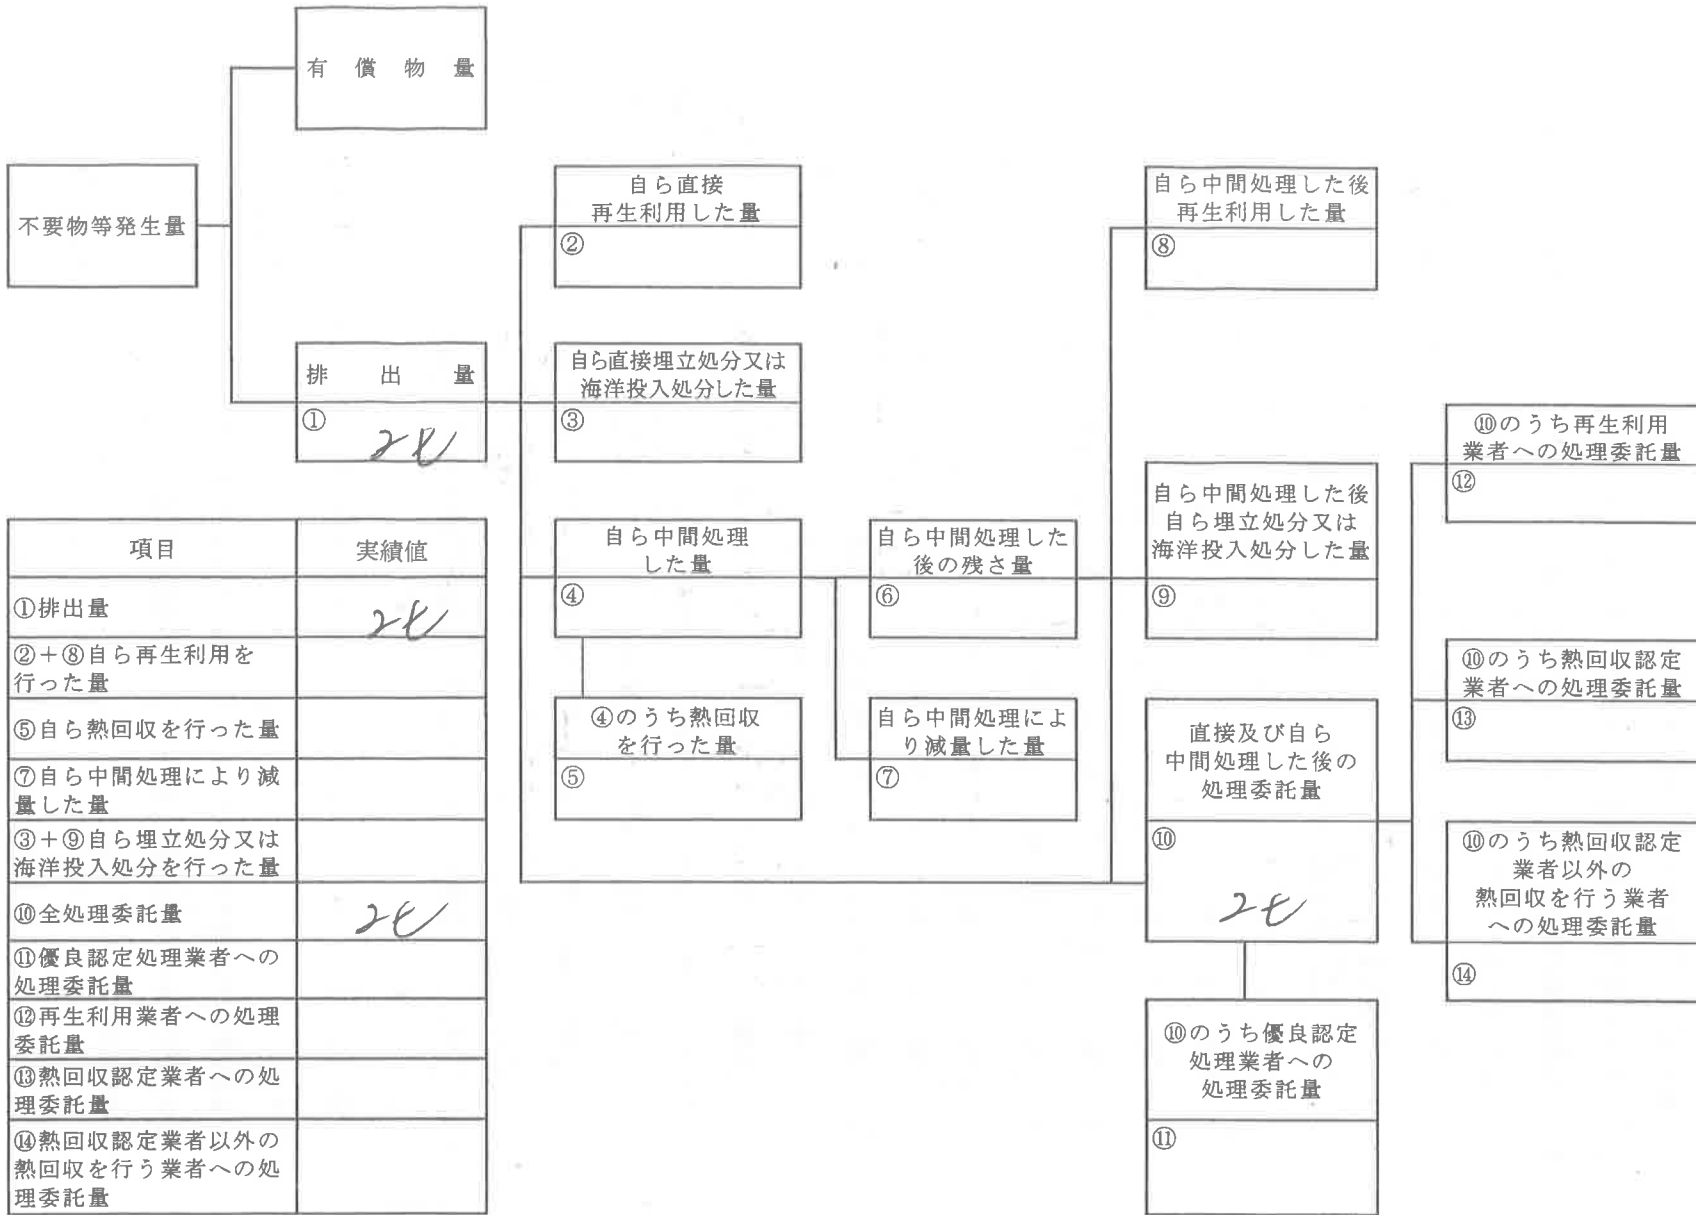 有償物量
不要物等発生量
自ら直接
再生利用した量
②
自ら中間処理した後
再生利用した量
⑧
排出量
①
2t
自ら直接埋立処分又は
海洋投入処分した量
③
⑩のうち再生利用
業者への処理委託量
⑫
自ら中間処理
した量
④
自ら中間処理した
後の残さ量
⑥
自ら中間処理した後
自ら埋立処分又は
海洋投入処分した量
⑨
④のうち熱回収
を行った量
⑤
自ら中間処理によ
り減量した量
⑦
直接及び自ら
中間処理した後の
処理委託量
⑩
2t
⑩のうち熱回収認定
業者への処理委託量
⑬
⑩のうち熱回収認定
業者以外の
熱回収を行う業者
への処理委託量
⑭
⑩のうち優良認定
処理業者への
処理委託量
⑪
項目 実績値
①排出量 2t
②+⑧自ら再生利用を
行った量
⑤自ら熱回収を行った量
⑦自ら中間処理により減
量した量
③+⑨自ら埋立処分又は
海洋投入処分を行った量
⑩全処理委託量 2t
⑪優良認定処理業者への
処理委託量
⑫再生利用業者への処理
委託量
⑬熱回収認定業者への処
理委託量
⑭熱回収認定業者以外の
熱回収を行う業者への処
理委託量